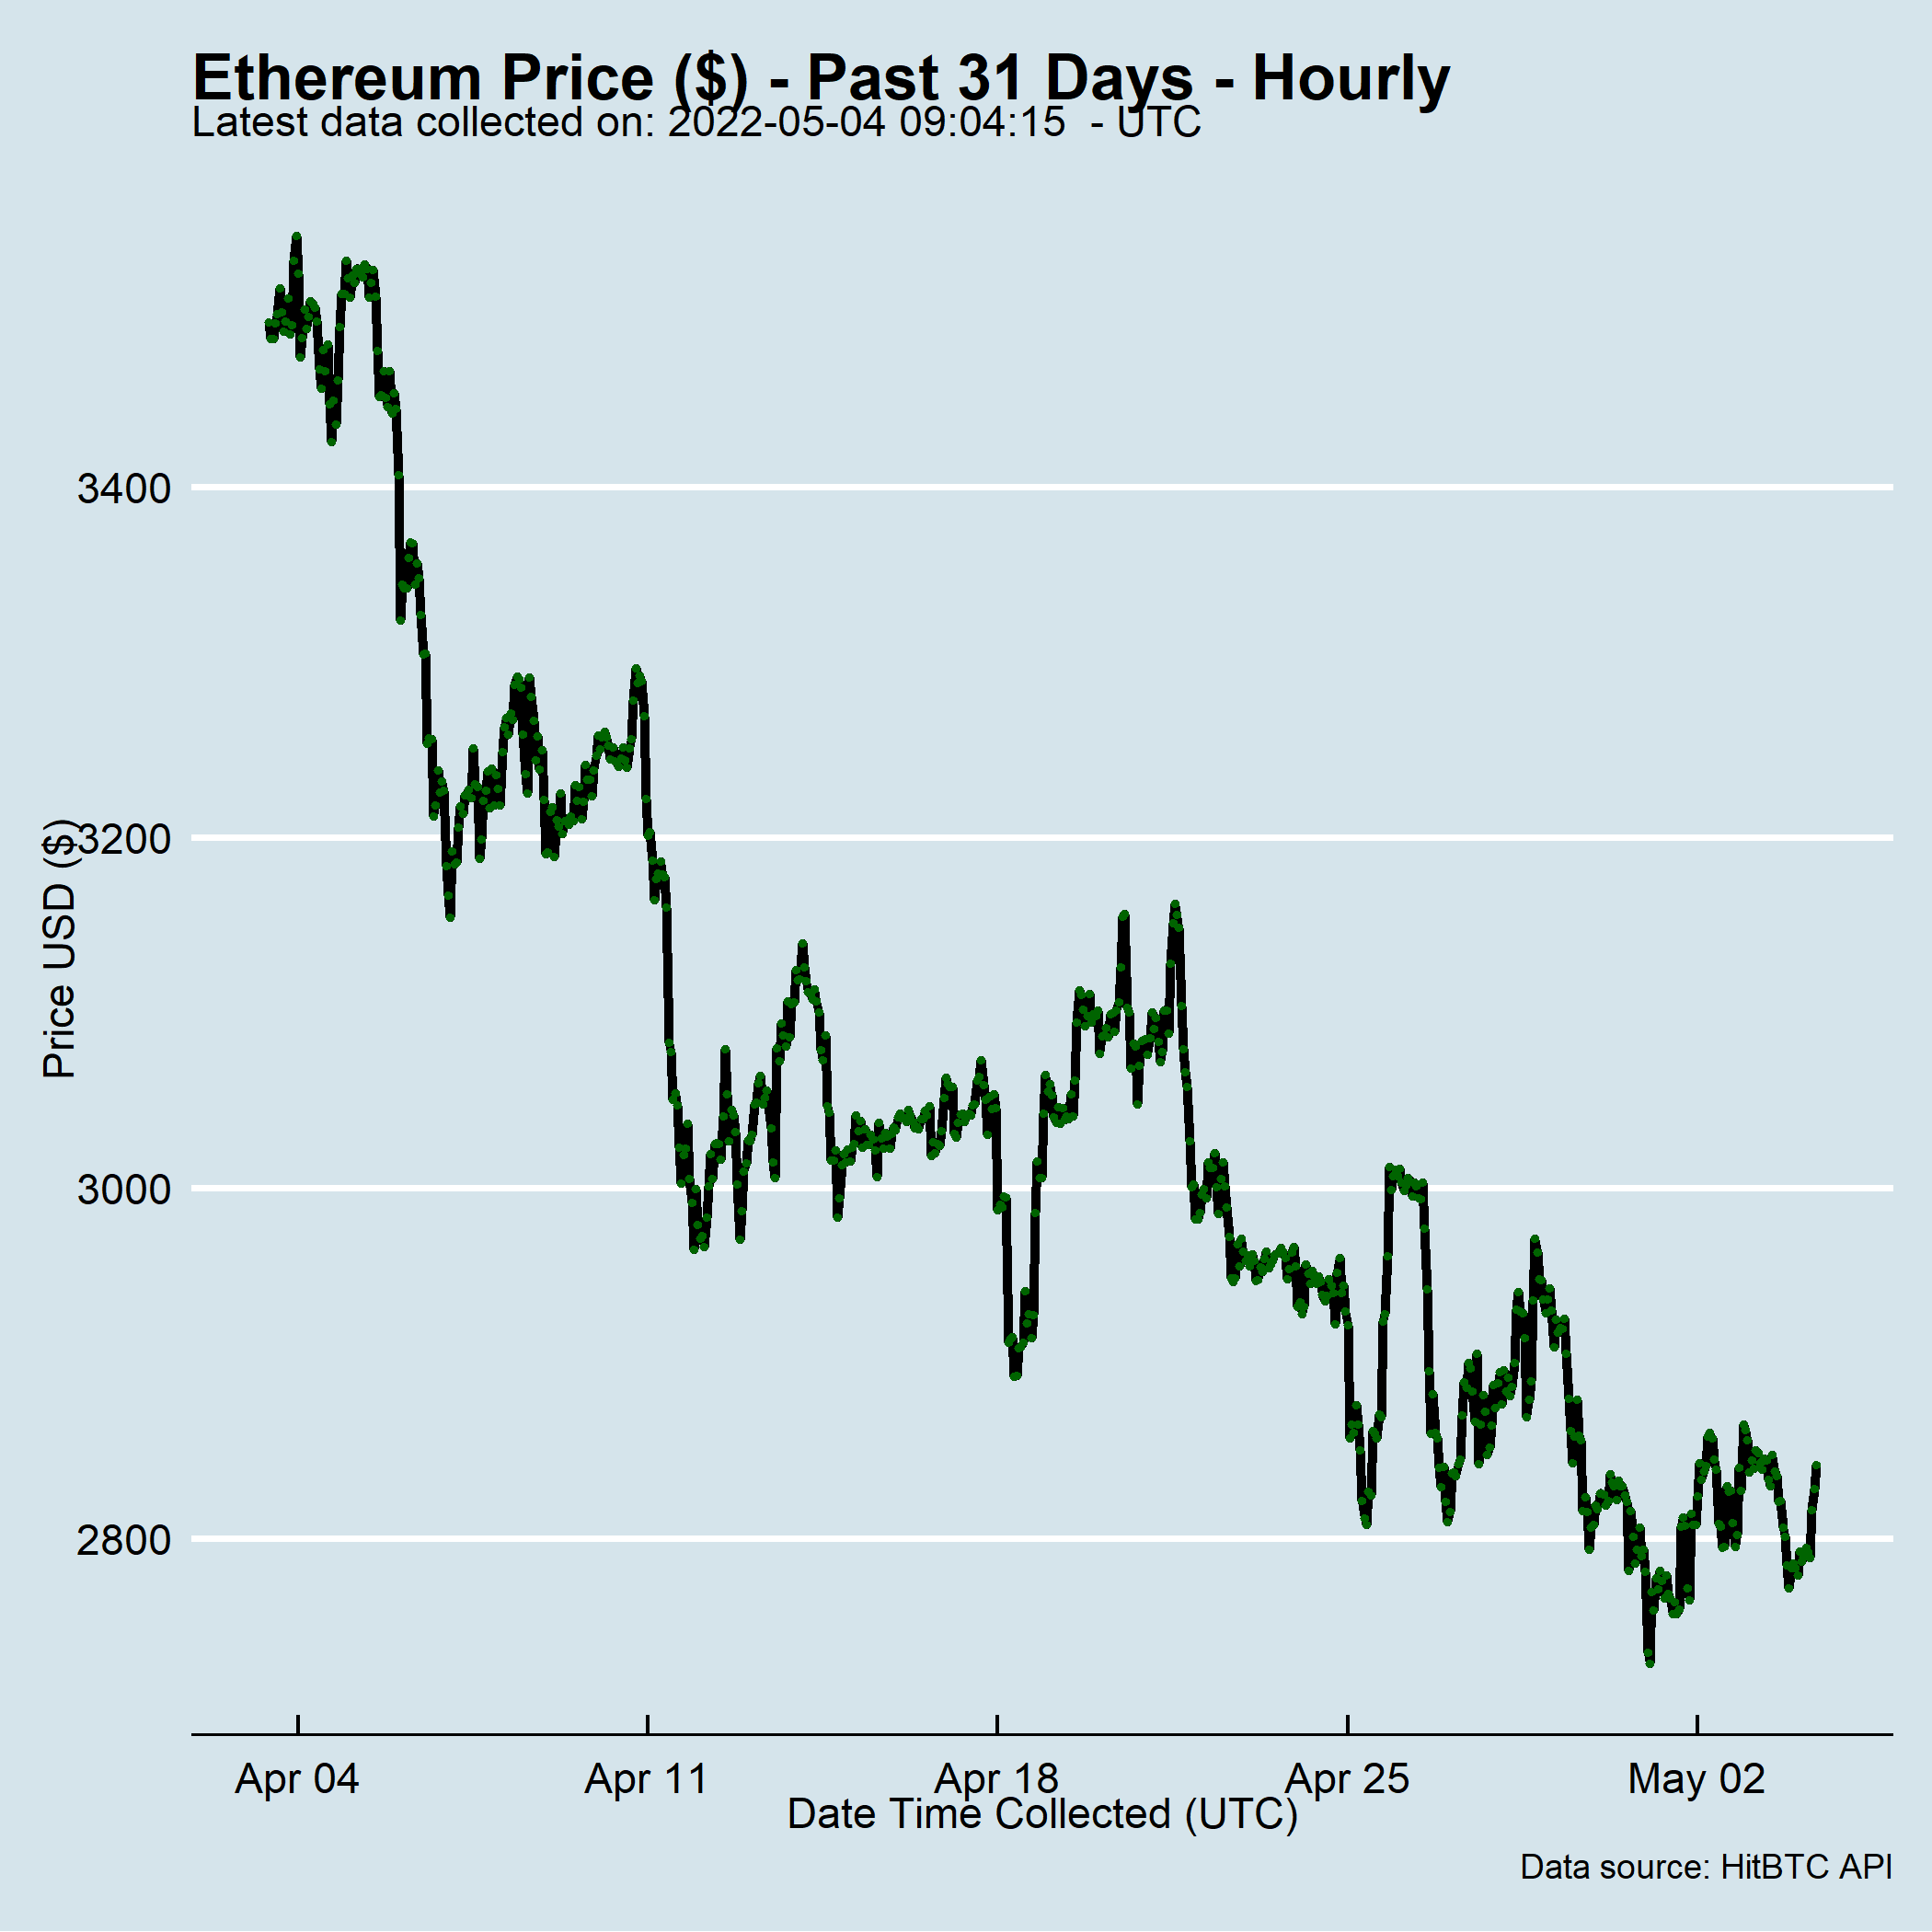 Ethereum Price ($) - Past 31 Days - Hourly
Latest data collected on: 2022-05-04 09:04:15  - UTC
3400
3200
3000
2800
Price USD ($)
Apr 04
Apr 11
Apr 18
Apr 25
May 02
Date Time Collected (UTC)
Data source: HitBTC API